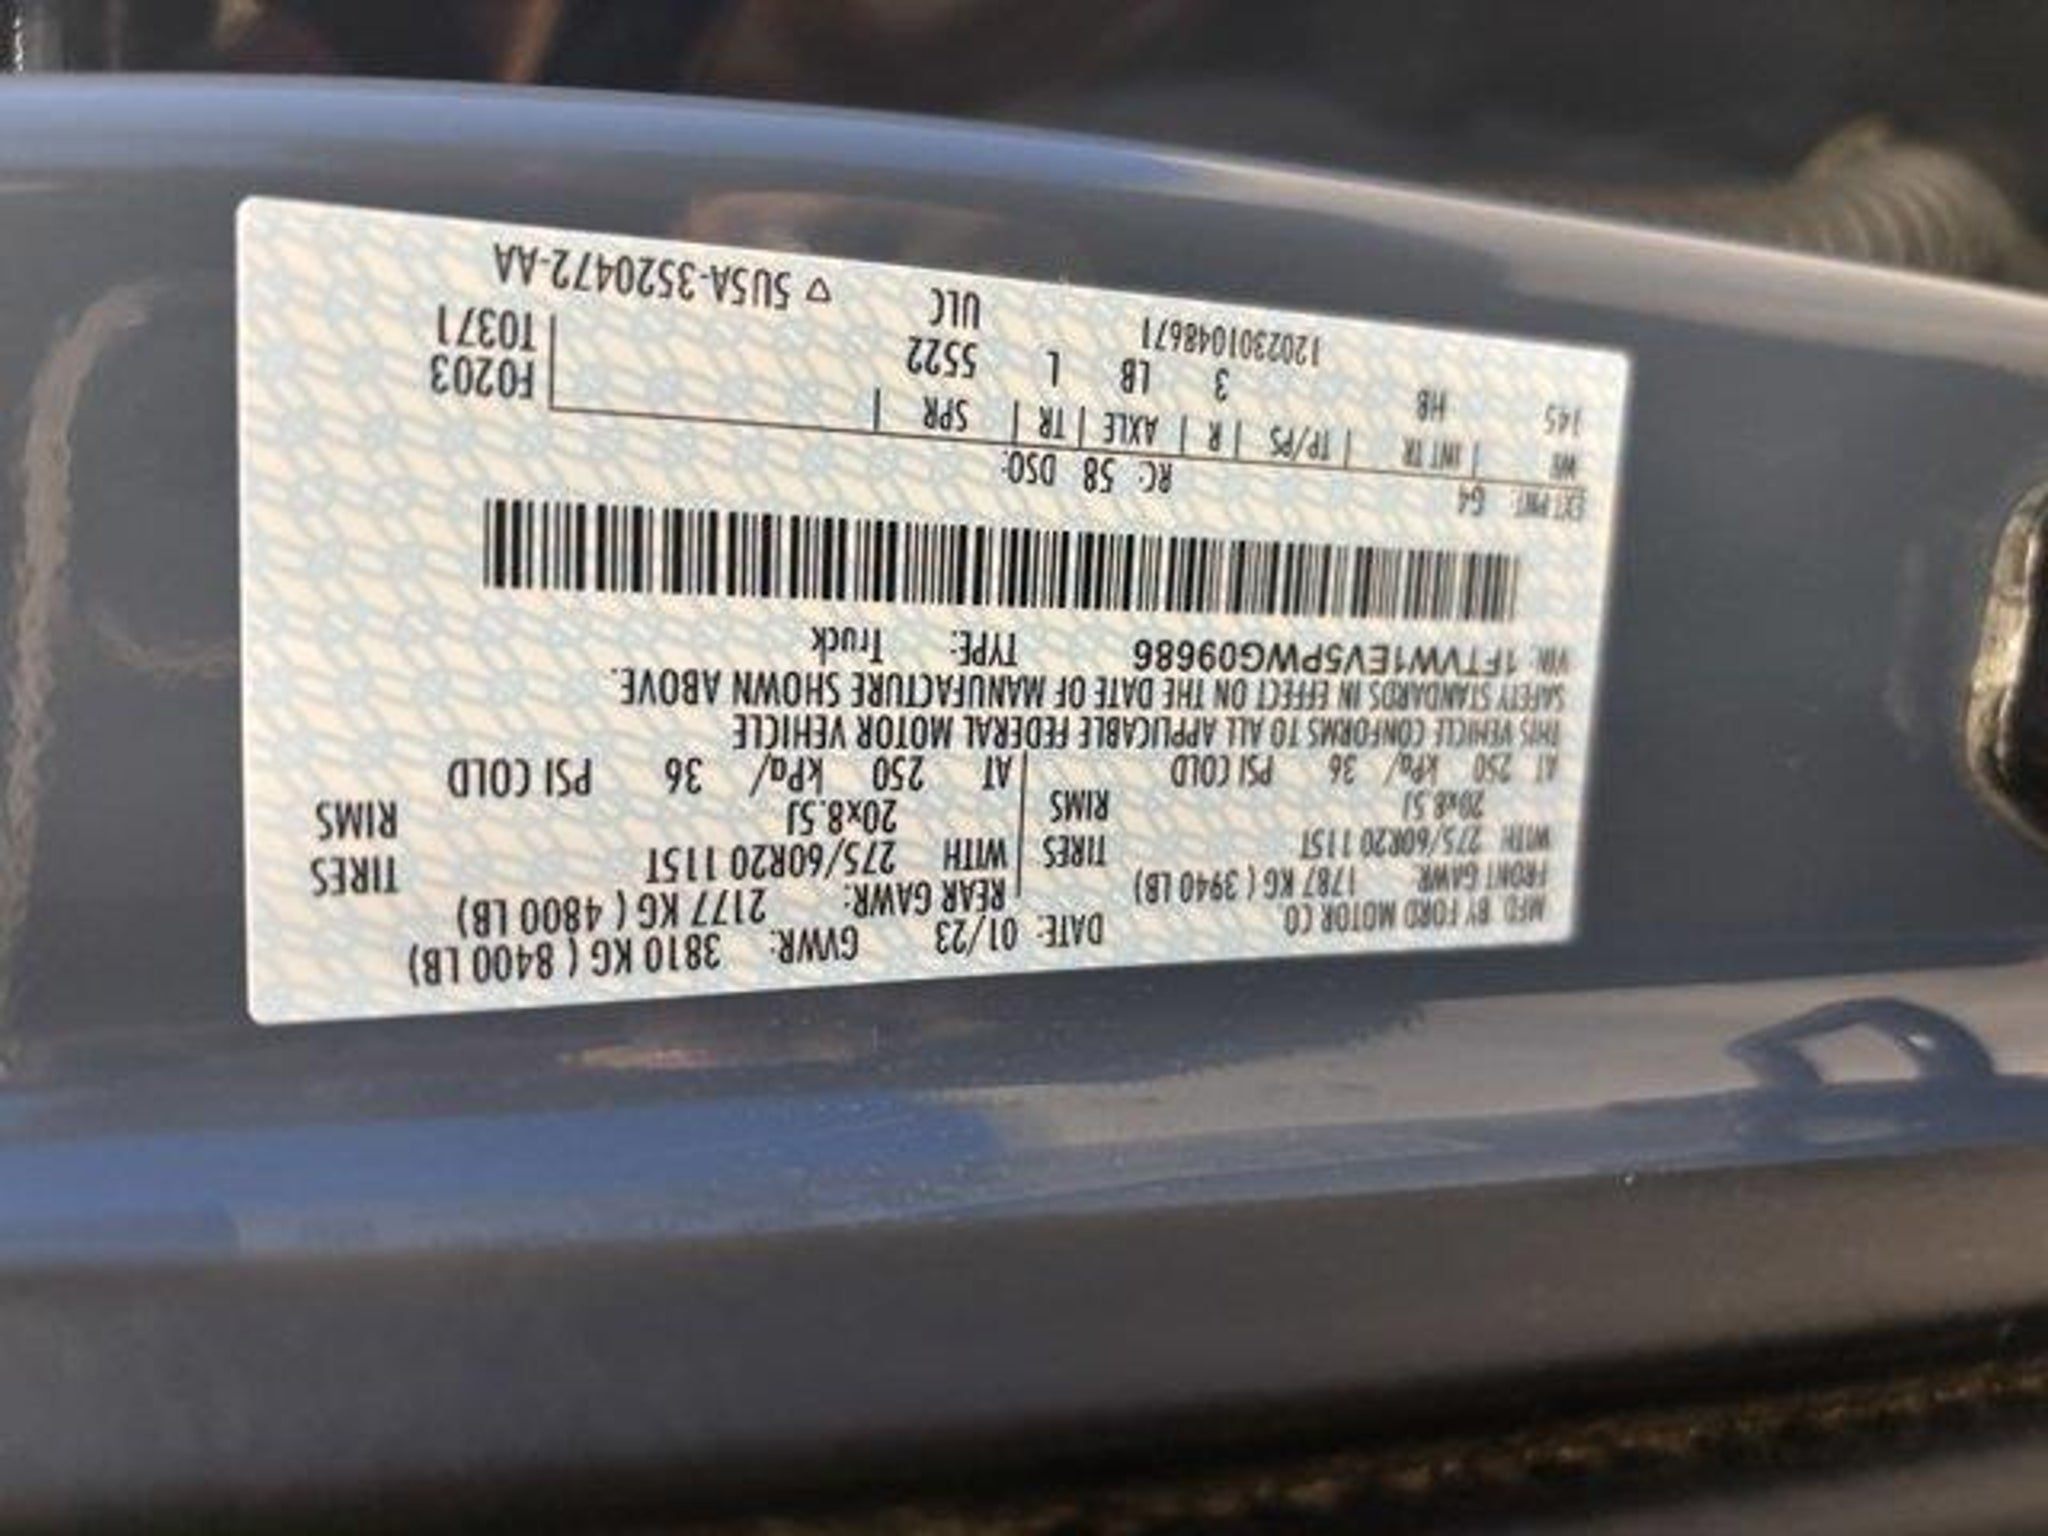 MFD. BY FORD MOTOR CO DATE: 01/23 GVWR: 3810 KG ( 8400 LB)
FRONT GAWR: 1787 KG ( 3940 LB) REAR GAWR: 2177 KG ( 4800 LB)
WITH 275/60R20 115T TIRES WITH 275/60R20 115T TIRES
20x8.5J RIMS 20x8.5J RIMS
AT 250 kPa/ 36 PSI COLD AT 250 kPa/ 36 PSI COLD
THIS VEHICLE CONFORMS TO ALL APPLICABLE FEDERAL MOTOR VEHICLE
SAFETY STANDARDS IN EFFECT ON THE DATE OF MANUFACTURE SHOWN ABOVE.
VIN: 1FTVW1EV5PWG09686 TYPE: Truck
EXT PNT: G4 RC: 58 DSO:
WB | INT TR | TP/PS | R | AXLE | TR | SPR | F0203
145 HB 3 LB L 5522 T0371
1202301048671 ULC ▽ 5U5A-3520472-AA